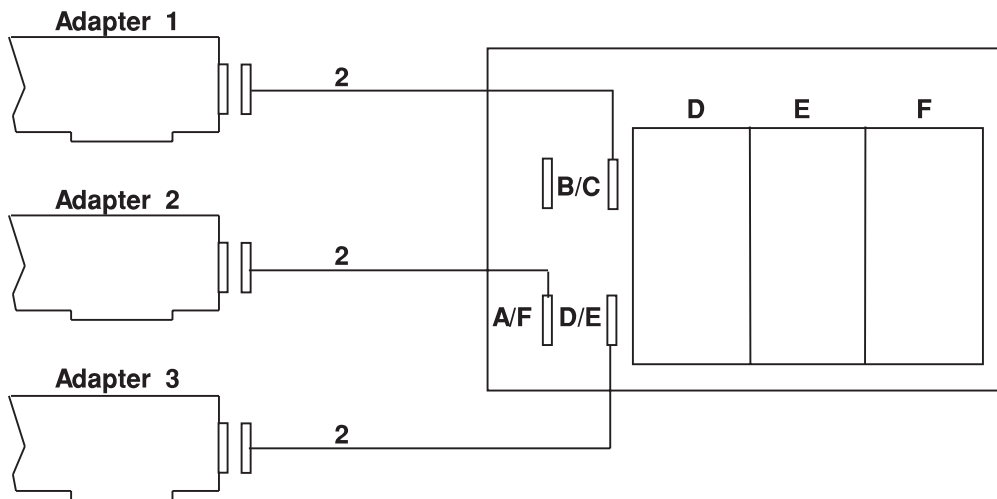 Adapter 1
2
D E F
B/C
Adapter 2
2
A/F D/E
Adapter 3
2